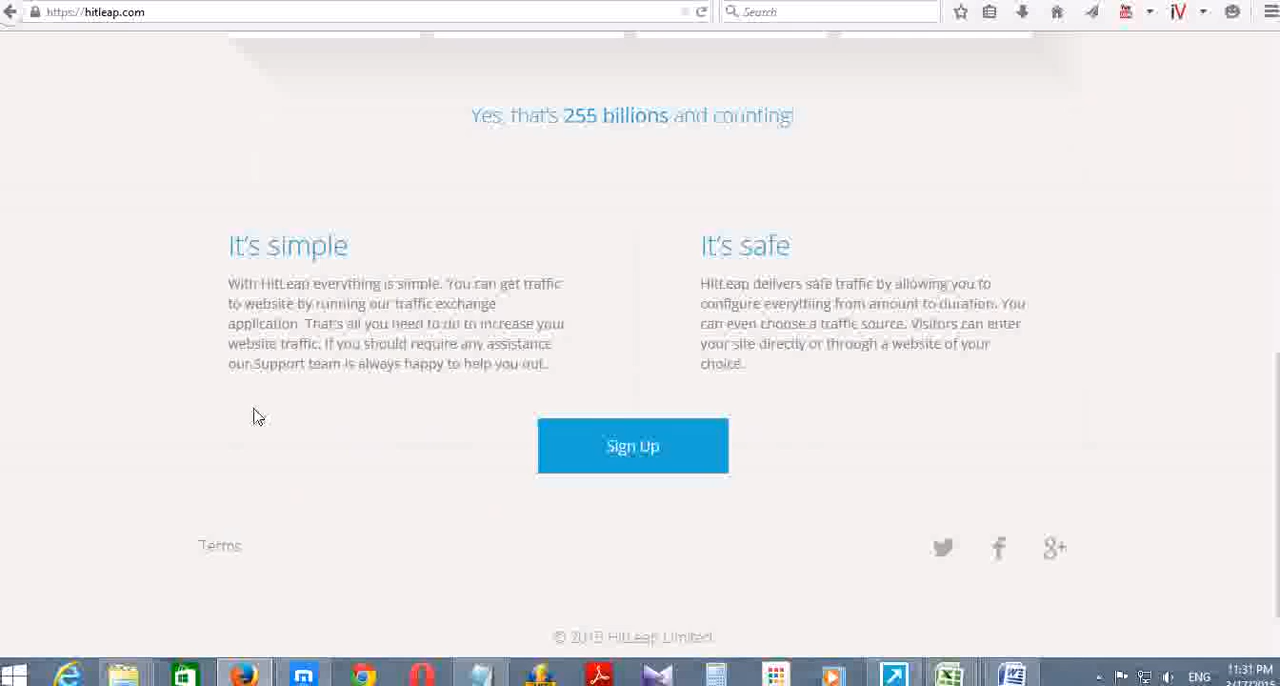 https://hitleap.com
Search
Yes, that's 255 billions and counting!
It's simple
With HitLeap everything is simple. You can get traffic
to website by running our traffic exchange
application. That's all you need to do to increase your
website traffic. If you should require any assistance
our Support team is always happy to help you out.
It's safe
HitLeap delivers safe traffic by allowing you to
configure everything from amount to duration. You
can even choose a traffic source. Visitors can enter
your site directly or through a website of your
choice.
Sign Up
Terms
© 2015 HitLeap Limited.
ENG
11:31 PM